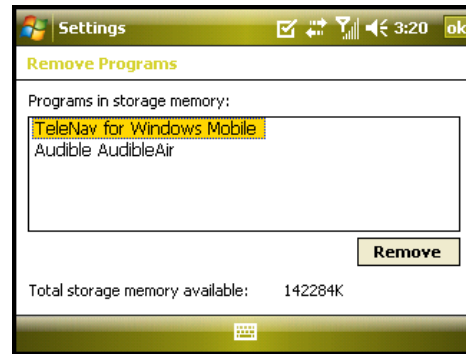 Settings 3:20 ok
Remove Programs
Programs in storage memory:
TeleNav for Windows Mobile
Audible AudibleAir
Remove
Total storage memory available: 142284K